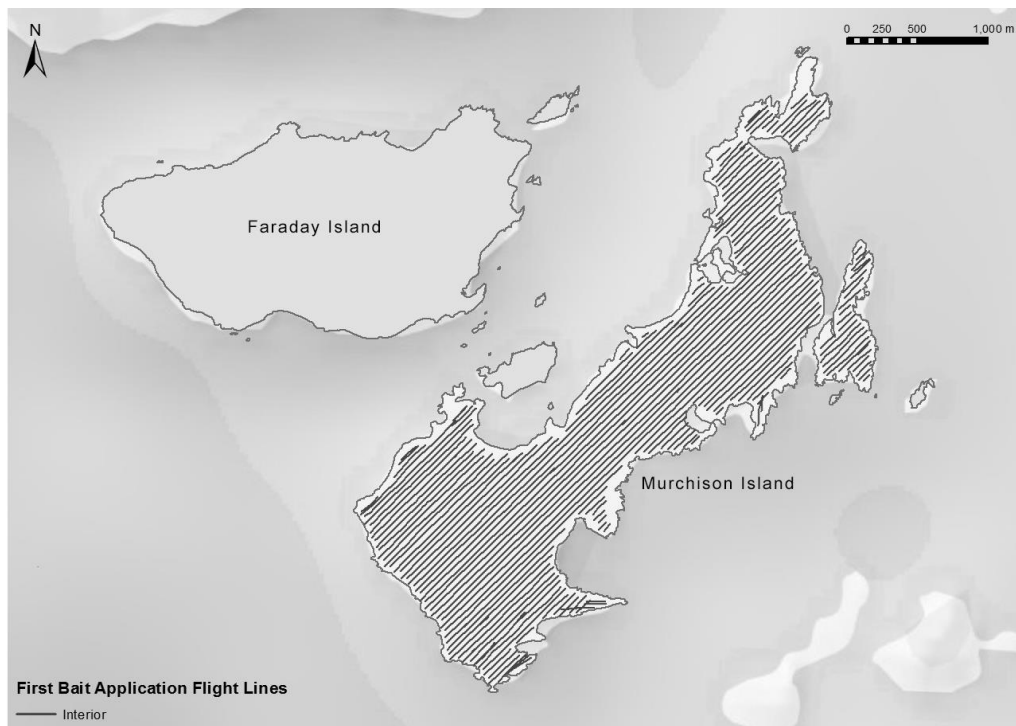 N
0 250 500 1,000 m
Faraday Island
Murchison Island
First Bait Application Flight Lines
Interior